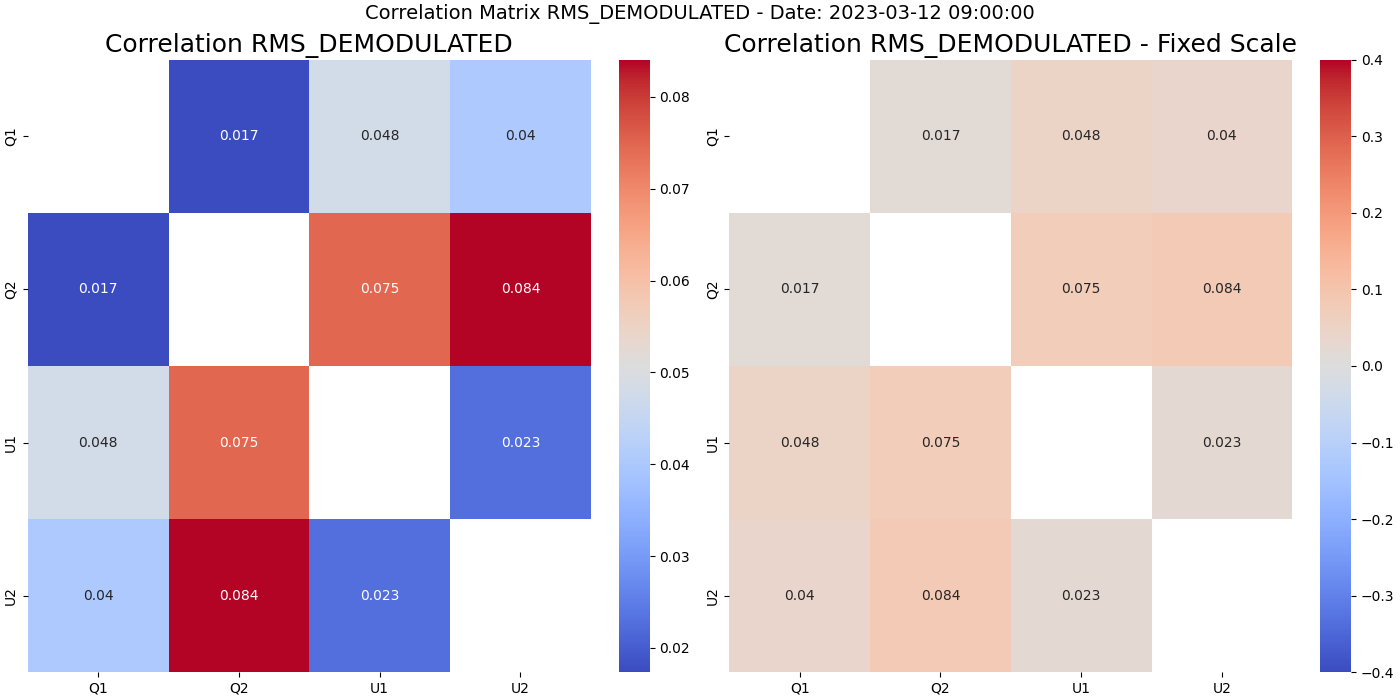 Correlation Matrix RMS_DEMODULATED - Date: 2023-03-12 09:00:00
Correlation RMS_DEMODULATED
Q1
0.017
0.048
0.04
Q2
0.017
0.075
0.084
U1
0.048
0.075
0.023
U2
0.04
0.084
0.023
Q1
Q2
U1
U2
0.08
0.07
0.06
0.05
0.04
0.03
0.02
Correlation RMS_DEMODULATED - Fixed Scale
Q1
0.017
0.048
0.04
Q2
0.017
0.075
0.084
U1
0.048
0.075
0.023
U2
0.04
0.084
0.023
Q1
Q2
U1
U2
0.4
0.3
0.2
0.1
0.0
−0.1
−0.2
−0.3
−0.4